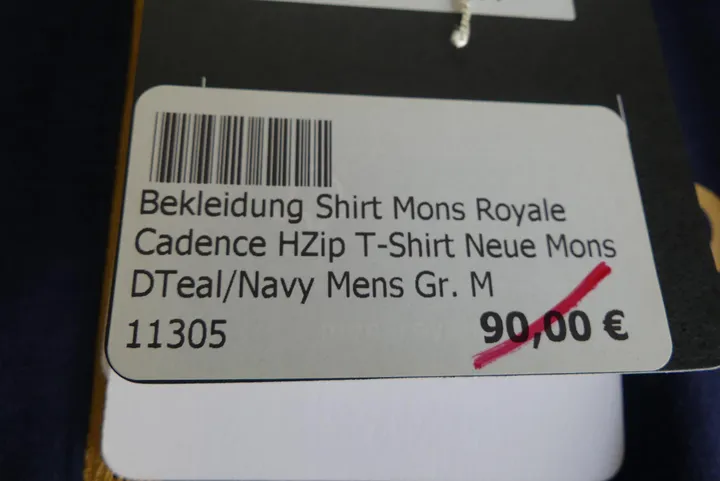 Bekleidung Shirt Mons Royale
Cadence HZip T-Shirt Neue Mons
DTeal/Navy Mens Gr. M
11305 90,00 €